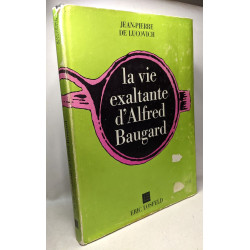 JEAN-PIERRE
DE LUCOVICH
la vie
exaltante
d'Alfred
Baugard
ERIC LOSFELD